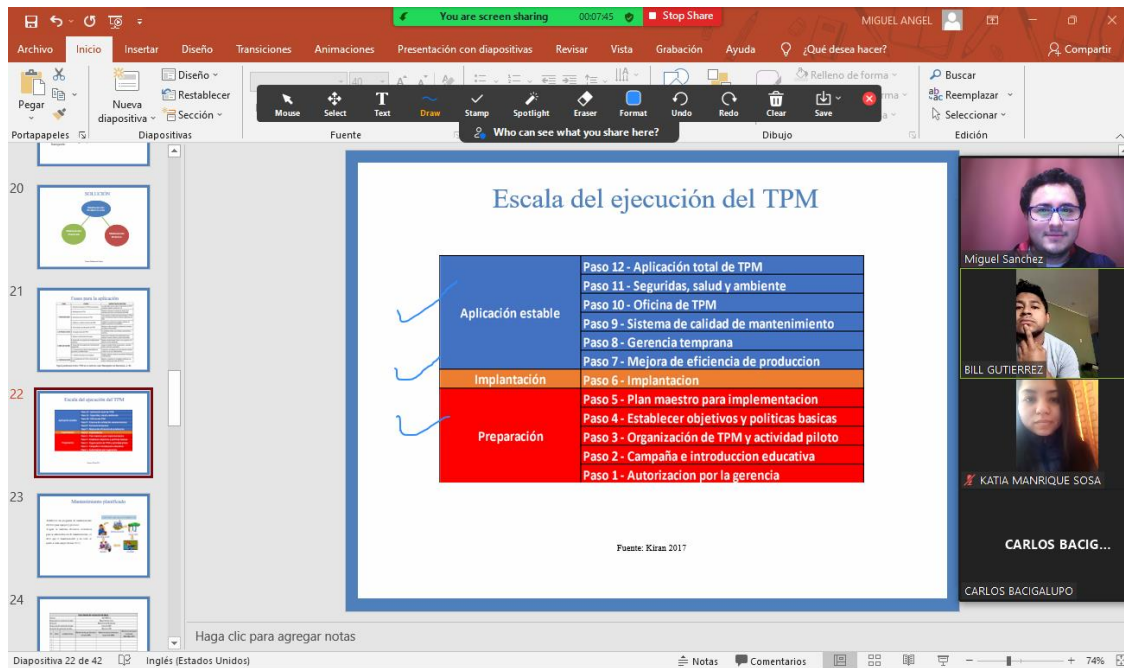 You are screen sharing 00:07:45 Stop Share
MIGUEL ANGEL
Archivo Inicio Insertar Diseño Transiciones Animaciones Presentación con diapositivas Revisar Vista Grabación Ayuda ¿Qué desea hacer? Compartir
Pegar
Nueva diapositiva
Diseño
Restablecer
Sección
40
Relleno de forma
Buscar
Reemplazar
Seleccionar
Mouse Select Text Draw Stamp Spotlight Eraser Format Undo Redo Clear Save
Who can see what you share here?
Portapapeles Diapositivas Fuente Dibujo Edición
20
SOLUCION
21
Fases para la aplicación
22
Escala del ejecución del TPM
23
Mantenimiento planificado
24
Escala del ejecución del TPM
Aplicación estable
Paso 12 - Aplicación total de TPM
Paso 11 - Seguridas, salud y ambiente
Paso 10 - Oficina de TPM
Paso 9 - Sistema de calidad de mantenimiento
Paso 8 - Gerencia temprana
Paso 7 - Mejora de eficiencia de produccion
Implantación
Paso 6 - Implantacion
Preparación
Paso 5 - Plan maestro para implementacion
Paso 4 - Establecer objetivos y politicas basicas
Paso 3 - Organización de TPM y actividad piloto
Paso 2 - Campaña e introduccion educativa
Paso 1 - Autorizacion por la gerencia
Fuente: Kiran 2017
Miguel Sanchez
BILL GUTIERREZ
KATIA MANRIQUE SOSA
CARLOS BACIG...
CARLOS BACIGALUPO
Haga clic para agregar notas
Diapositiva 22 de 42 Inglés (Estados Unidos) Notas Comentarios 74%